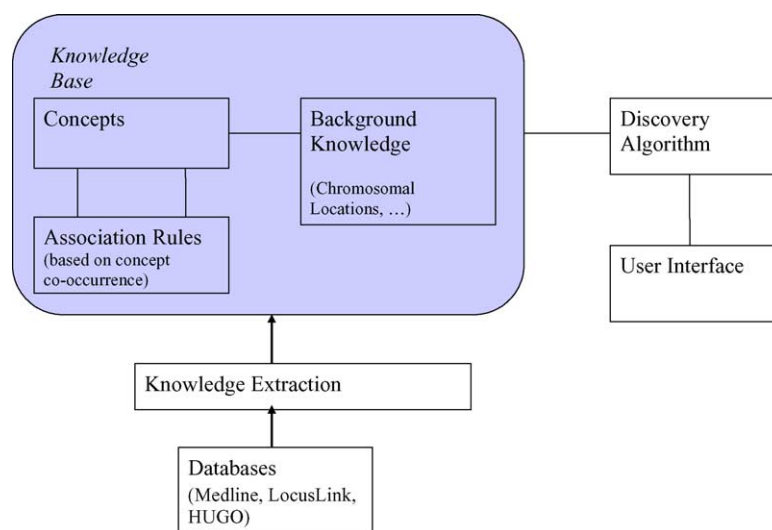 Knowledge
Base
Concepts
Background
Knowledge
(Chromosomal
Locations, ...)
Association Rules
(based on concept
co-occurrence)
Discovery
Algorithm
User Interface
Knowledge Extraction
Databases
(Medline, LocusLink,
HUGO)